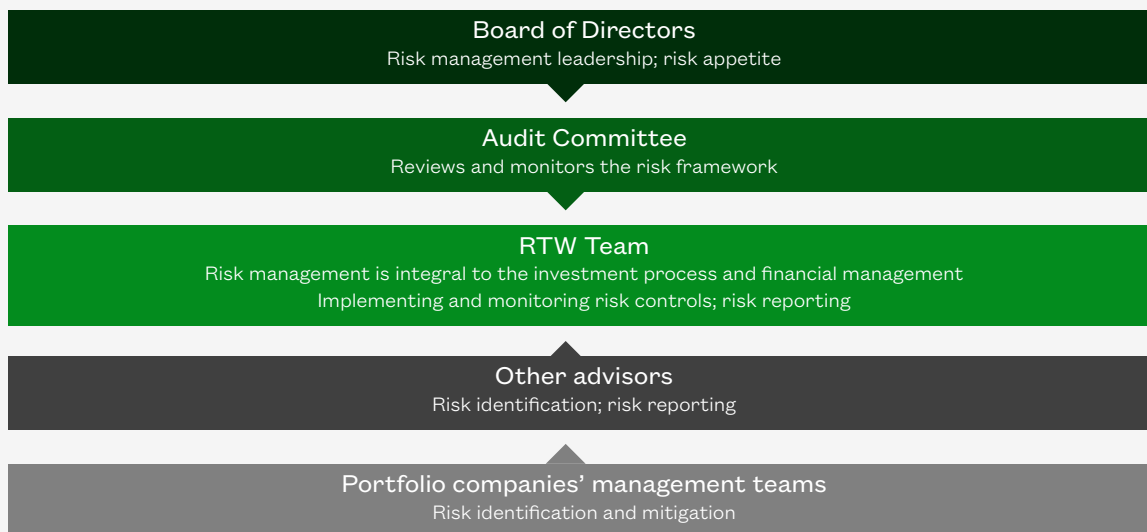 Board of Directors
Risk management leadership; risk appetite
Audit Committee
Reviews and monitors the risk framework
RTW Team
Risk management is integral to the investment process and financial management
Implementing and monitoring risk controls; risk reporting
Other advisors
Risk identification; risk reporting
Portfolio companies’ management teams
Risk identification and mitigation